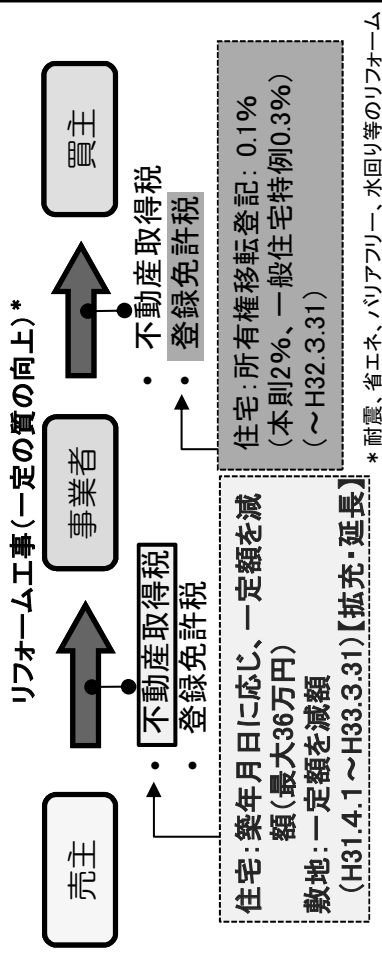 リフォーム工事(一定の質の向上)*
売主
事業者
買主
・不動産取得税
・登録免許税
・不動産取得税
・登録免許税
住宅:築年月日に応じ、一定額を減
額(最大36万円)
敷地:一定額を減額
(H31.4.1～H33.3.31)【拡充・延長】
住宅:所有権移転登記: 0.1%
(本則2%、一般住宅特例0.3%)
(～H32.3.31)
*耐震、省エネ、バリアフリー、水回り等のリフォーム